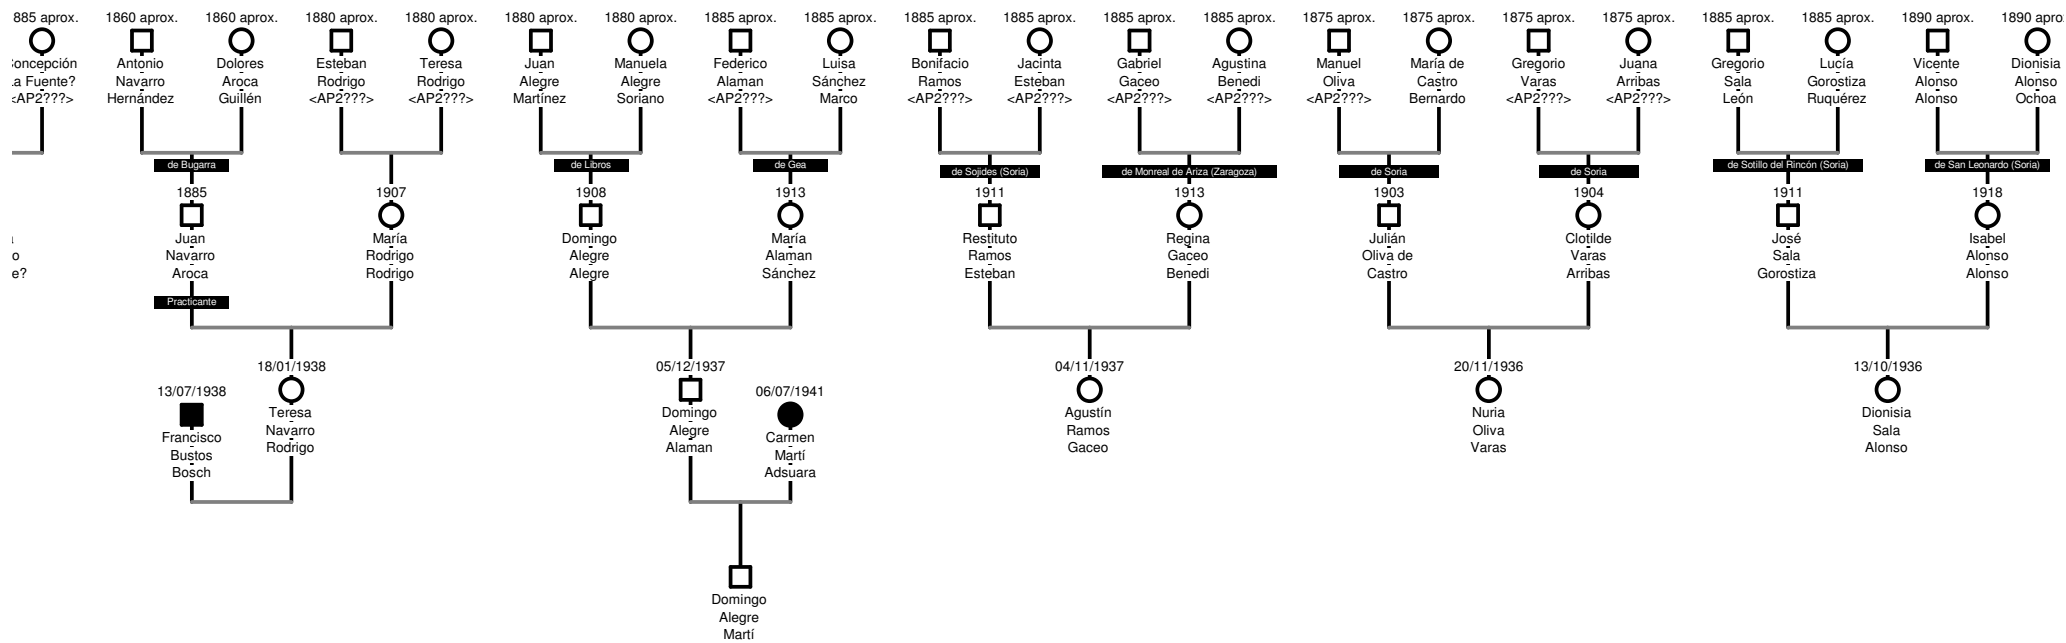 885 aprox.
1860 aprox.
1860 aprox.
1880 aprox.
1880 aprox.
1880 aprox.
1880 aprox.
1885 aprox.
1885 aprox.
1885 aprox.
1885 aprox.
1885 aprox.
1885 aprox.
1875 aprox.
1875 aprox.
1875 aprox.
1875 aprox.
1885 aprox.
1885 aprox.
1890 aprox.
1890 aprox
oncepción
a Fuente?
<AP2???>
Antonio
Navarro
Hernández
Dolores
Aroca
Guillén
Esteban
Rodrigo
<AP2???>
Teresa
Rodrigo
<AP2???>
Juan
Alegre
Martínez
Manuela
Alegre
Soriano
Federico
Alaman
<AP2???>
Luisa
Sánchez
Marco
Bonifacio
Ramos
<AP2???>
Jacinta
Esteban
<AP2???>
Gabriel
Gaceo
<AP2???>
Agustina
Benedi
<AP2???>
Manuel
Oliva
<AP2???>
María de
Castro
Bernardo
Gregorio
Varas
<AP2???>
Juana
Arribas
<AP2???>
Gregorio
Sala
León
Lucía
Gorostiza
Ruquérez
Vicente
Alonso
Alonso
Dionisia
Alonso
Ochoa
de Bugarra
de Libros
de Gea
de Sojides (Soria)
de Monreal de Ariza (Zaragoza)
de Soria
de Soria
de Sotillo del Rincón (Soria)
de San Leonardo (Soria)
o
e?
1885
Juan
Navarro
Aroca
Practicante
1907
María
Rodrigo
Rodrigo
1908
Domingo
Alegre
Alegre
1913
María
Alaman
Sánchez
1911
Restituto
Ramos
Esteban
1913
Regina
Gaceo
Benedi
1903
Julián
Oliva de
Castro
1904
Clotilde
Varas
Arribas
1911
José
Sala
Gorostiza
1918
Isabel
Alonso
Alonso
13/07/1938
Francisco
Bustos
Bosch
18/01/1938
Teresa
Navarro
Rodrigo
05/12/1937
Domingo
Alegre
Alaman
06/07/1941
Carmen
Martí
Adsuara
04/11/1937
Agustín
Ramos
Gaceo
20/11/1936
Nuria
Oliva
Varas
13/10/1936
Dionisia
Sala
Alonso
Domingo
Alegre
Martí